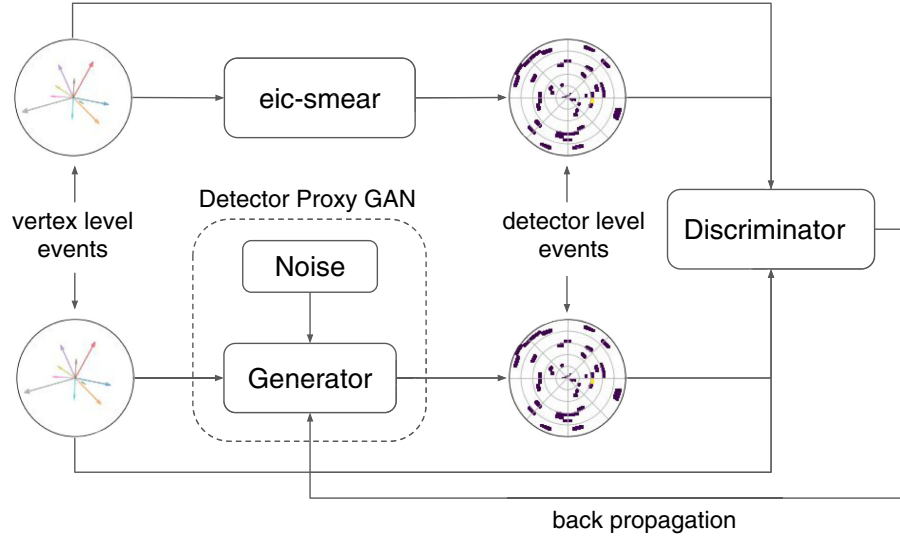 eic-smear
Detector Proxy GAN
vertex level
events
detector level
events
Discriminator
Noise
Generator
back propagation